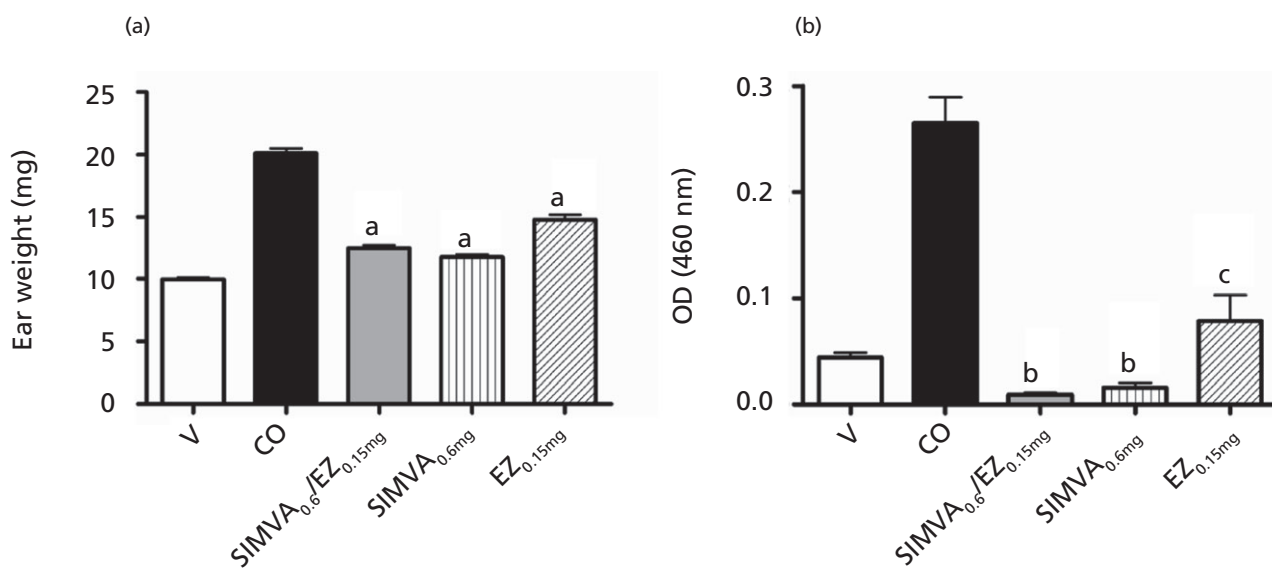 (a)
Ear weight (mg)
25
20
15
10
5
0
a
a
a
V
CO
SIMVA0.6/EZ0.15mg
SIMVA0.6mg
EZ0.15mg
(b)
OD (460 nm)
0.3
0.2
0.1
0.0
b
b
c
V
CO
SIMVA0.6/EZ0.15mg
SIMVA0.6mg
EZ0.15mg